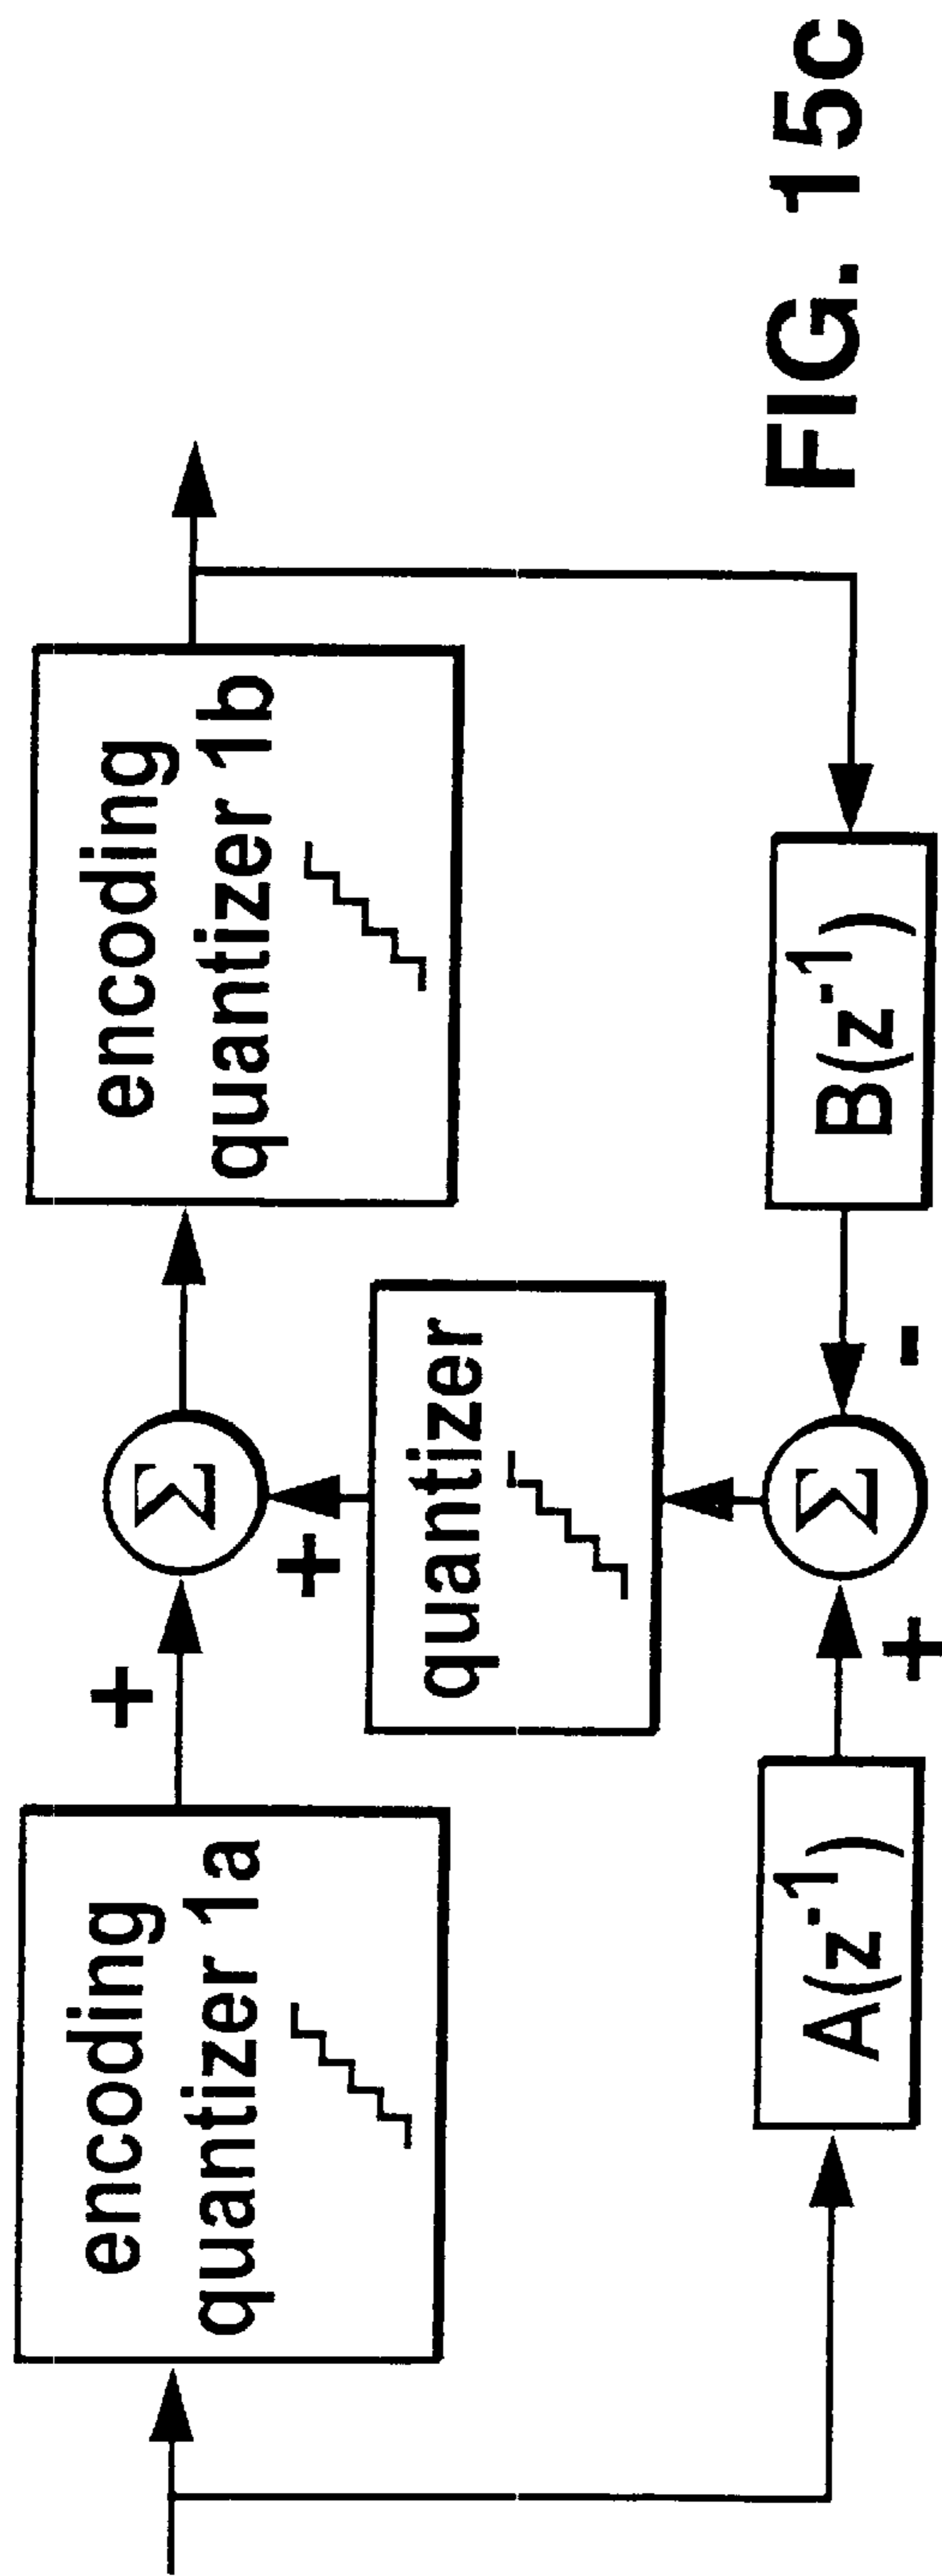 encoding
quantizer 1a
+
Σ
encoding
quantizer 1b
+
quantizer
A(z⁻¹)
+
Σ
-
B(z⁻¹)
FIG. 15c